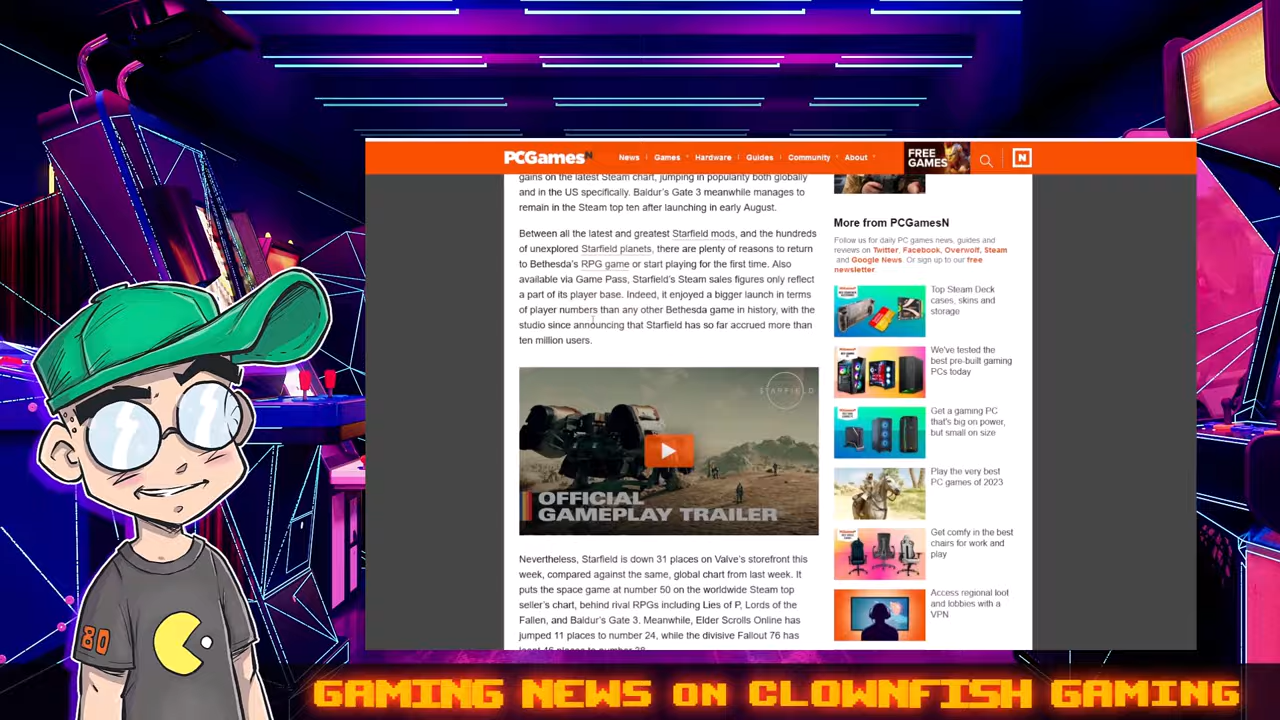 PCGamesN
News
Games
Hardware
Guides
Community
About
FREE
GAMES
N
gains on the latest Steam chart, jumping in popularity both globally
and in the US specifically. Baldur's Gate 3 meanwhile manages to
remain in the Steam top ten after launching in early August.
Between all the latest and greatest Starfield mods, and the hundreds
of unexplored Starfield planets, there are plenty of reasons to return
to Bethesda's RPG game or start playing for the first time. Also
available via Game Pass, Starfield's Steam sales figures only reflect
a part of its player base. Indeed, it enjoyed a bigger launch in terms
of player numbers than any other Bethesda game in history, with the
studio since announcing that Starfield has so far accrued more than
ten million users.
STARFIELD
OFFICIAL
GAMEPLAY TRAILER
Nevertheless, Starfield is down 31 places on Valve's storefront this
week, compared against the same, global chart from last week. It
puts the space game at number 50 on the worldwide Steam top
seller's chart, behind rival RPGs including Lies of P, Lords of the
Fallen, and Baldur's Gate 3. Meanwhile, Elder Scrolls Online has
jumped 11 places to number 24, while the divisive Fallout 76 has
More from PCGamesN
Follow us for daily PC games news, guides and
reviews on Twitter, Facebook, Overwolf, Steam
and Google News. Or sign up to our free
newsletter.
Top Steam Deck
cases, skins and
storage
We've tested the
best pre-built gaming
PCs today
Get a gaming PC
that's big on power,
but small on size
Play the very best
PC games of 2023
Get comfy in the best
chairs for work and
play
Access regional loot
and lobbies with a
VPN
80
GAMING NEWS ON CLOWNFISH GAMING